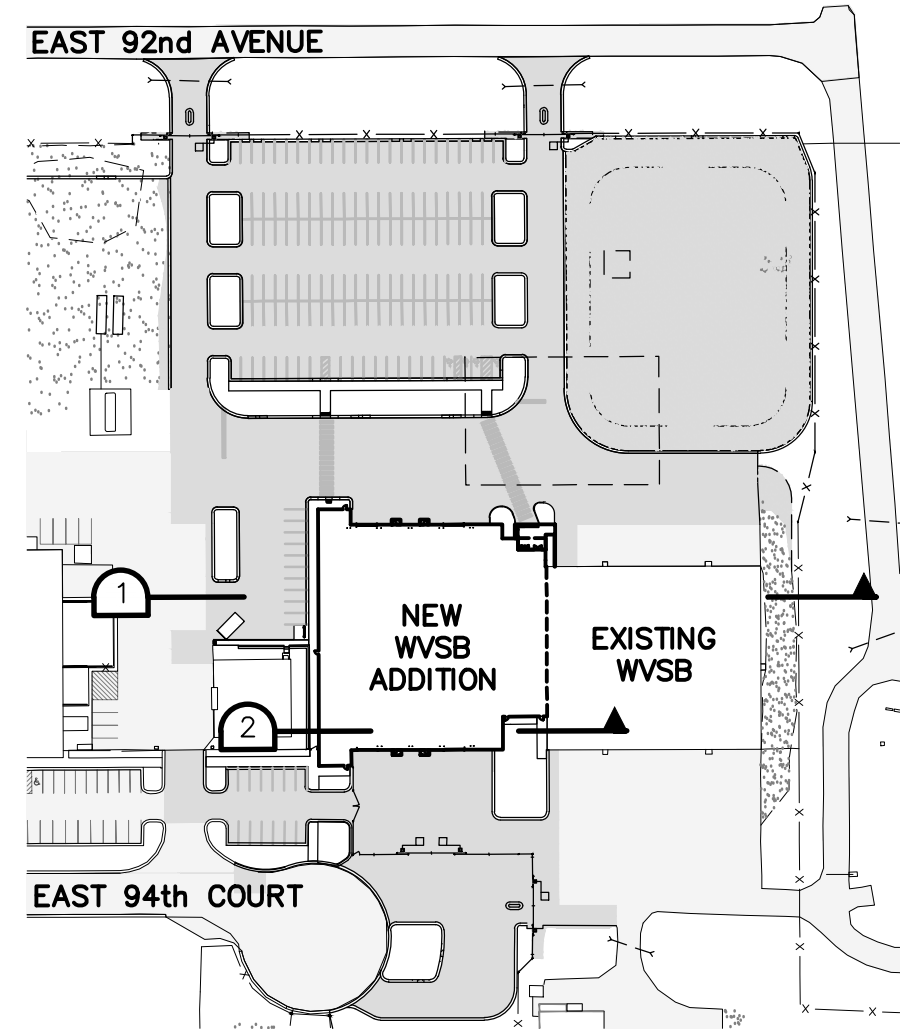 EAST 92nd AVENUE
1
NEW
WVSB
ADDITION
EXISTING
WVSB
2
EAST 94th COURT